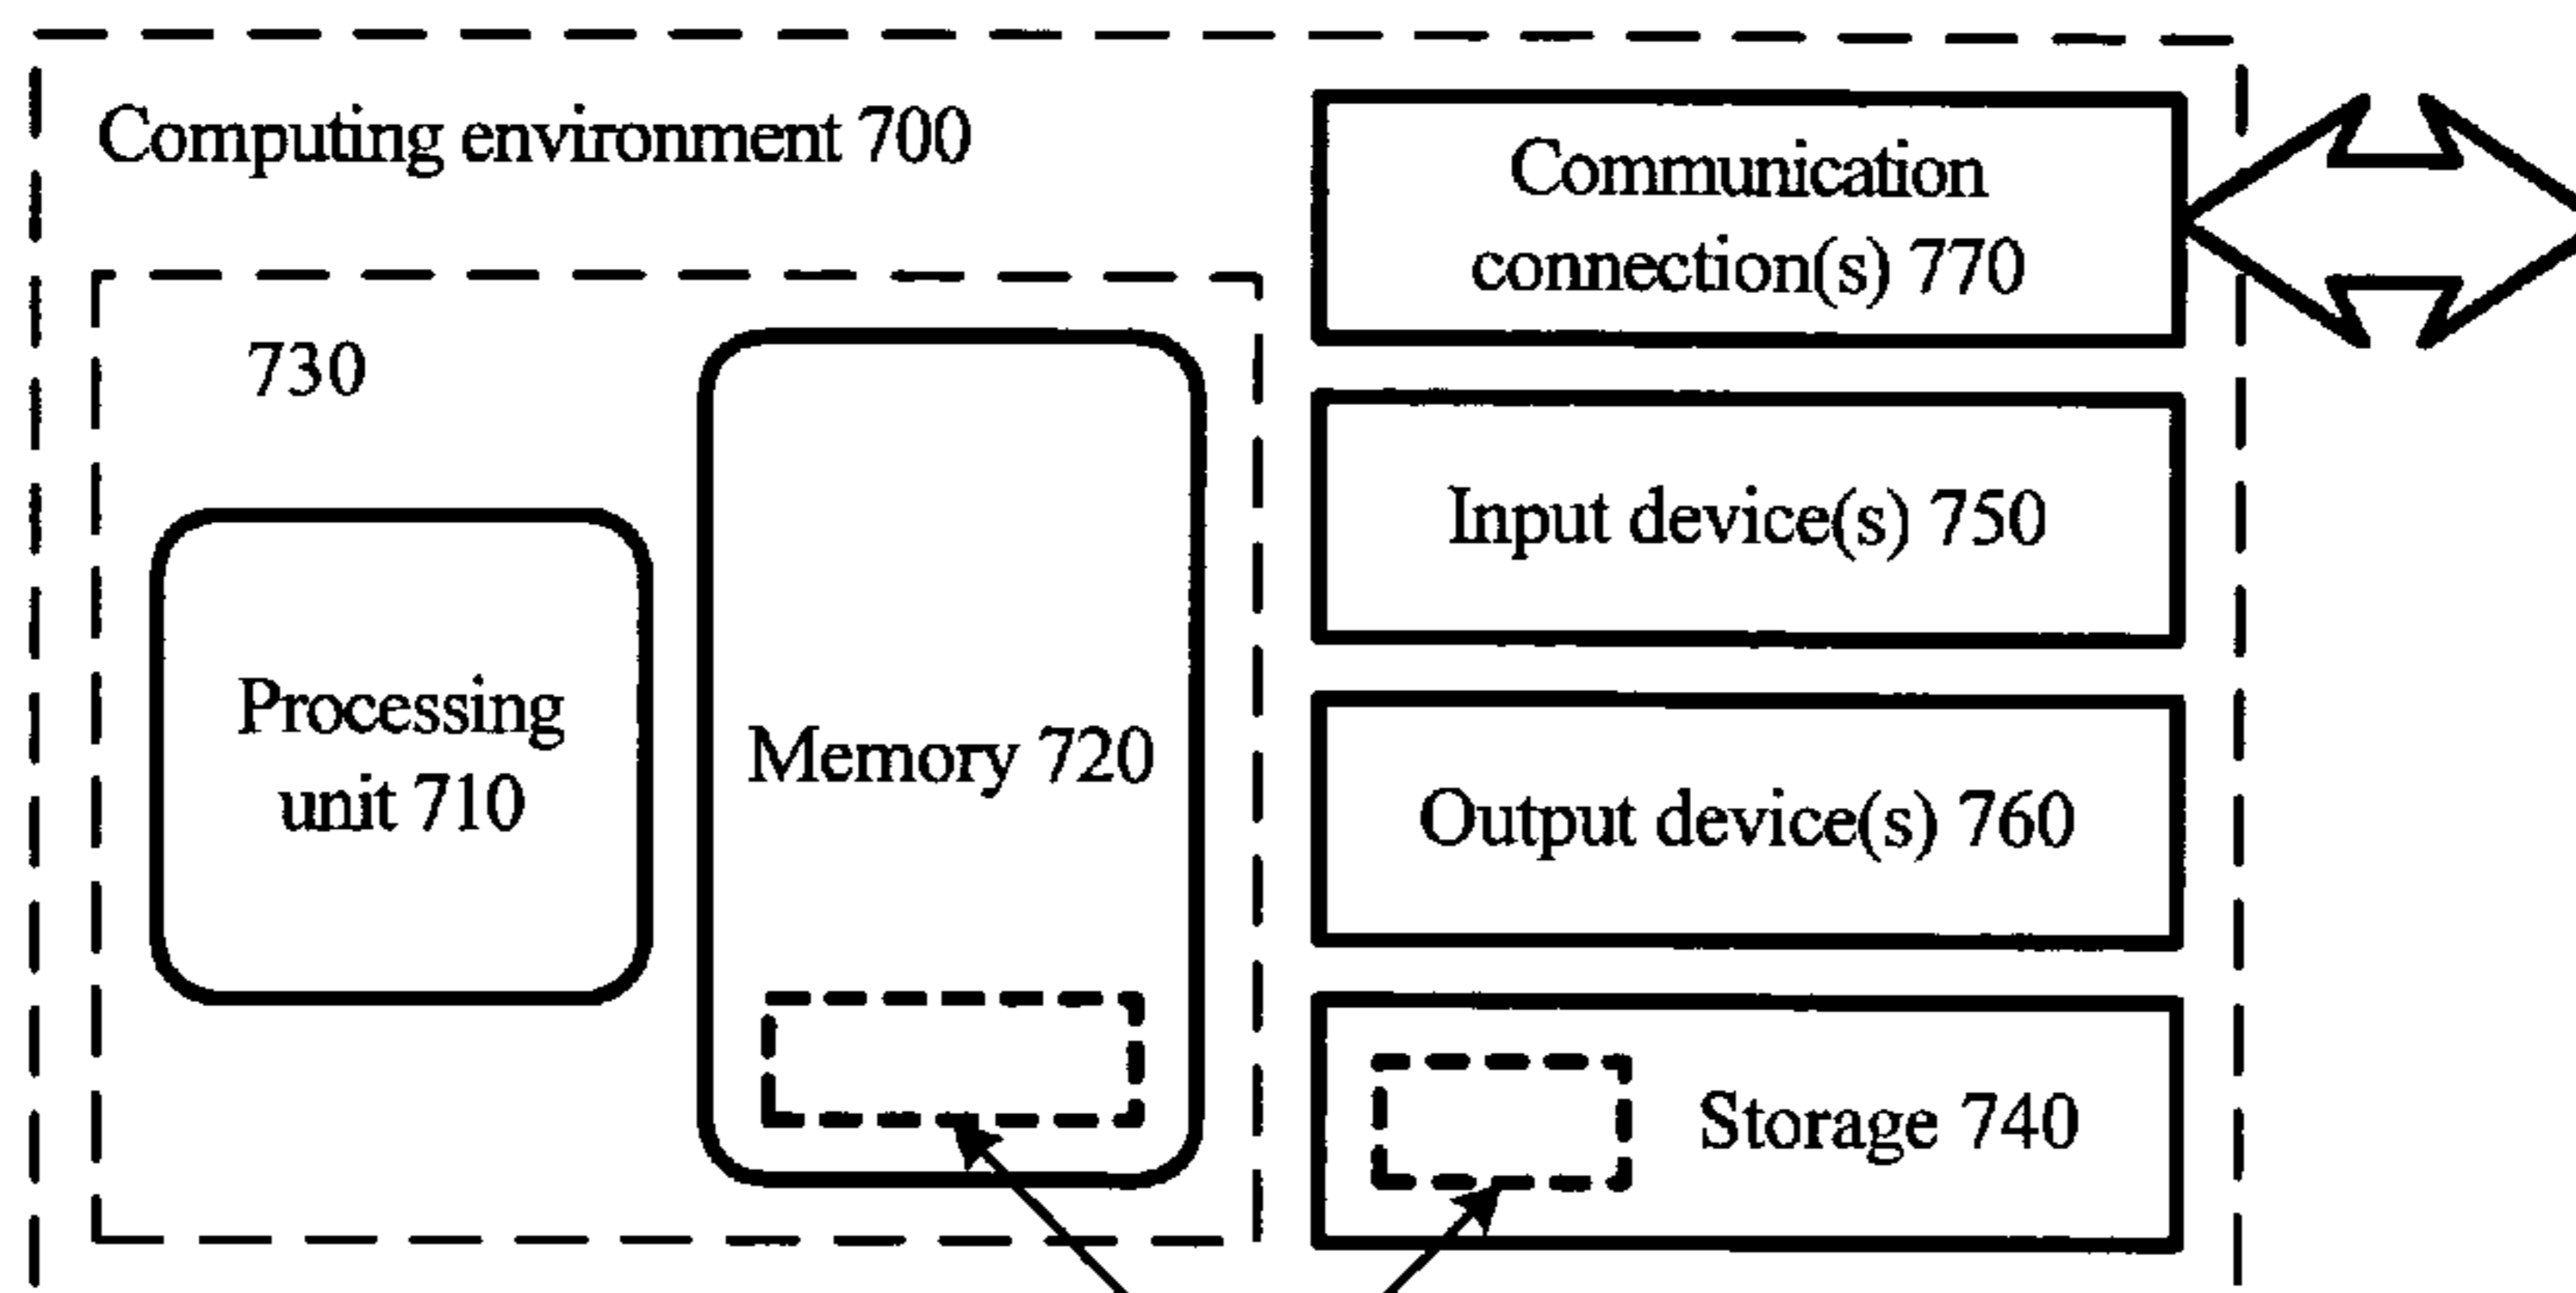 Computing environment 700
730
Processing
unit 710
Memory 720
Communication
connection(s) 770
Input device(s) 750
Output device(s) 760
Storage 740